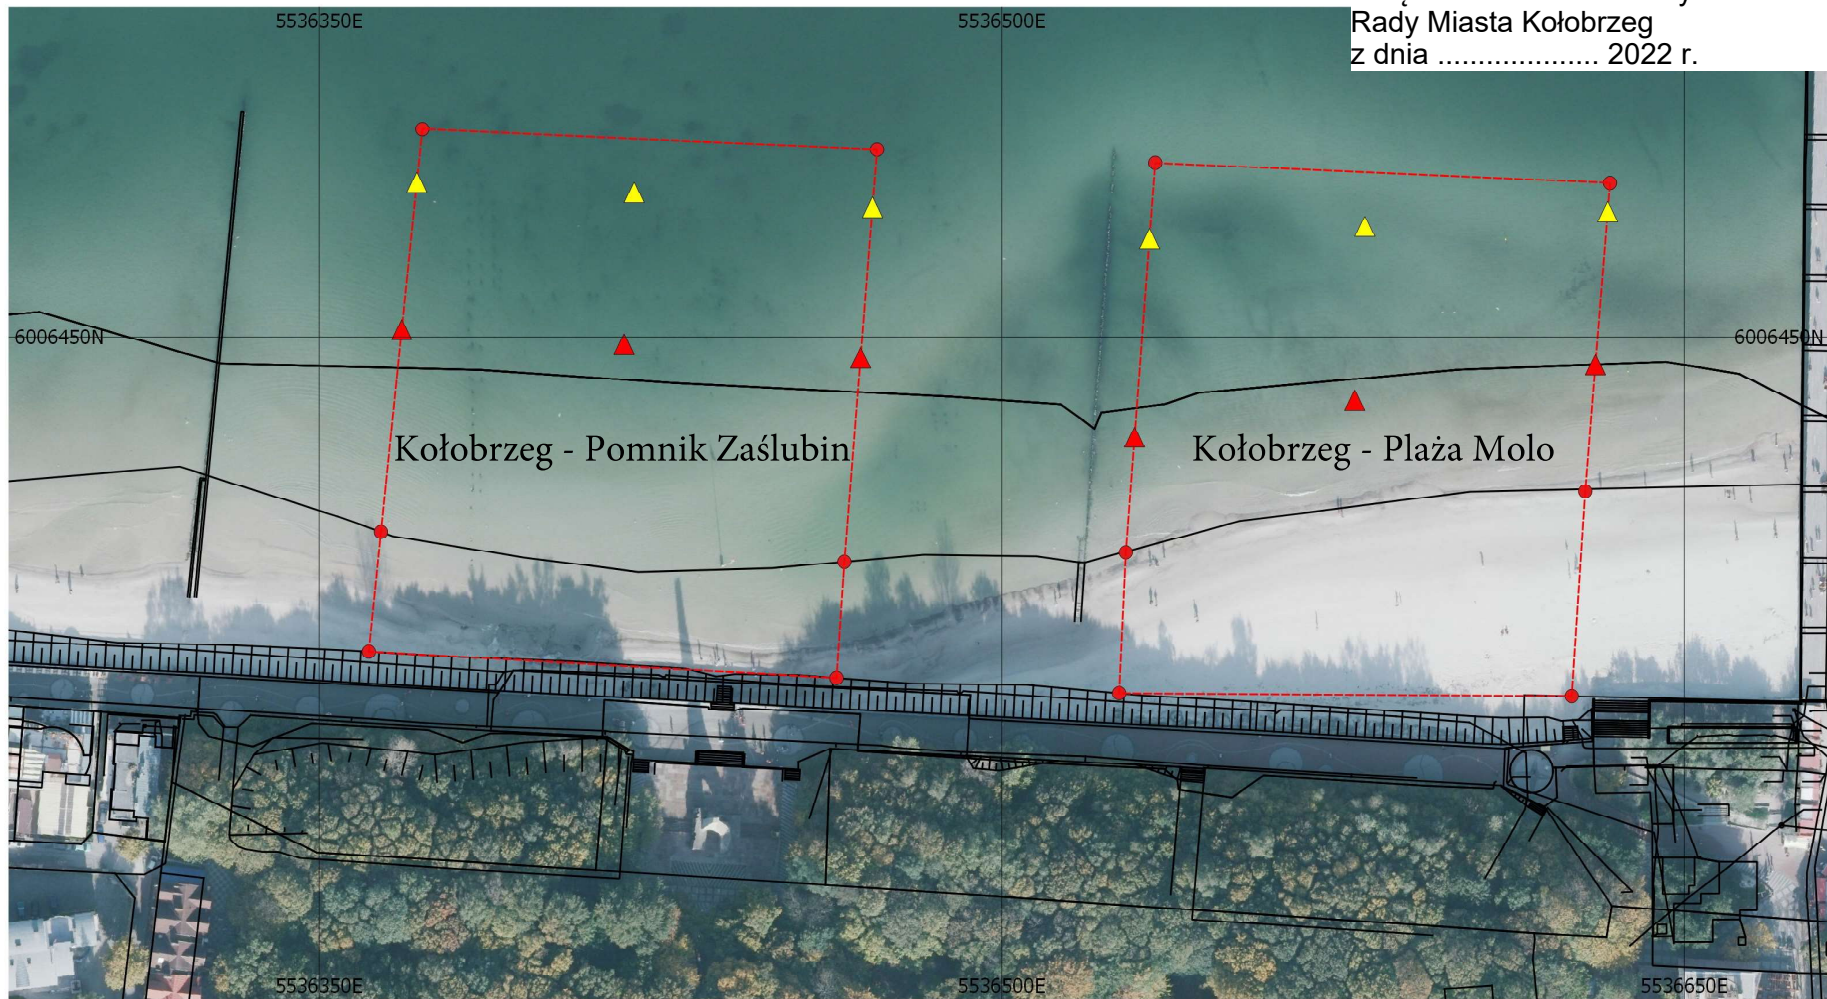 Rady Miasta Kołobrzeg
z dnia .................... 2022 r.
5536350E
5536500E
6006450N
6006450N
Kołobrzeg - Pomnik Zaślubin
Kołobrzeg - Plaża Molo
5536350E
5536500E
5536650E